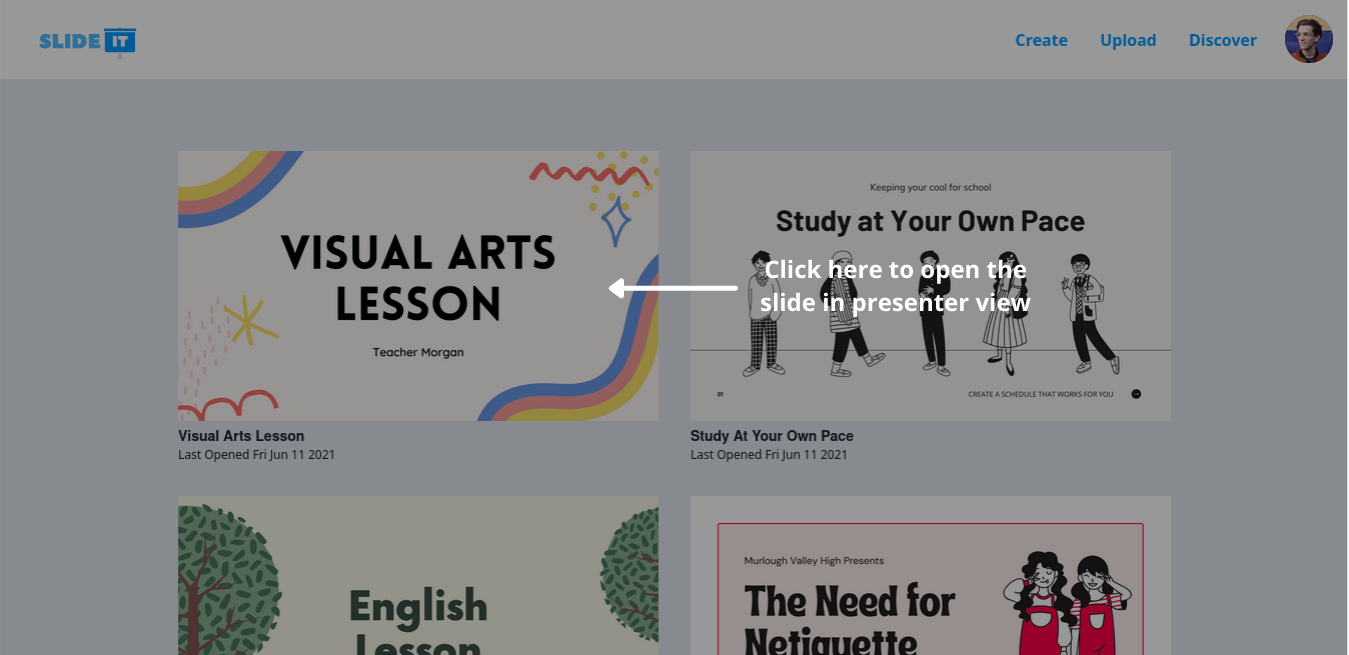 SLIDE IT
Create Upload Discover
VISUAL ARTS
LESSON
Teacher Morgan
Visual Arts Lesson
Last Opened Fri Jun 11 2021
Keeping your cool for school
Study at Your Own Pace
Click here to open the
slide in presenter view
01
CREATE A SCHEDULE THAT WORKS FOR YOU
Study At Your Own Pace
Last Opened Fri Jun 11 2021
English
Lesson
Murlough Valley High Presents
The Need for
Netiquette